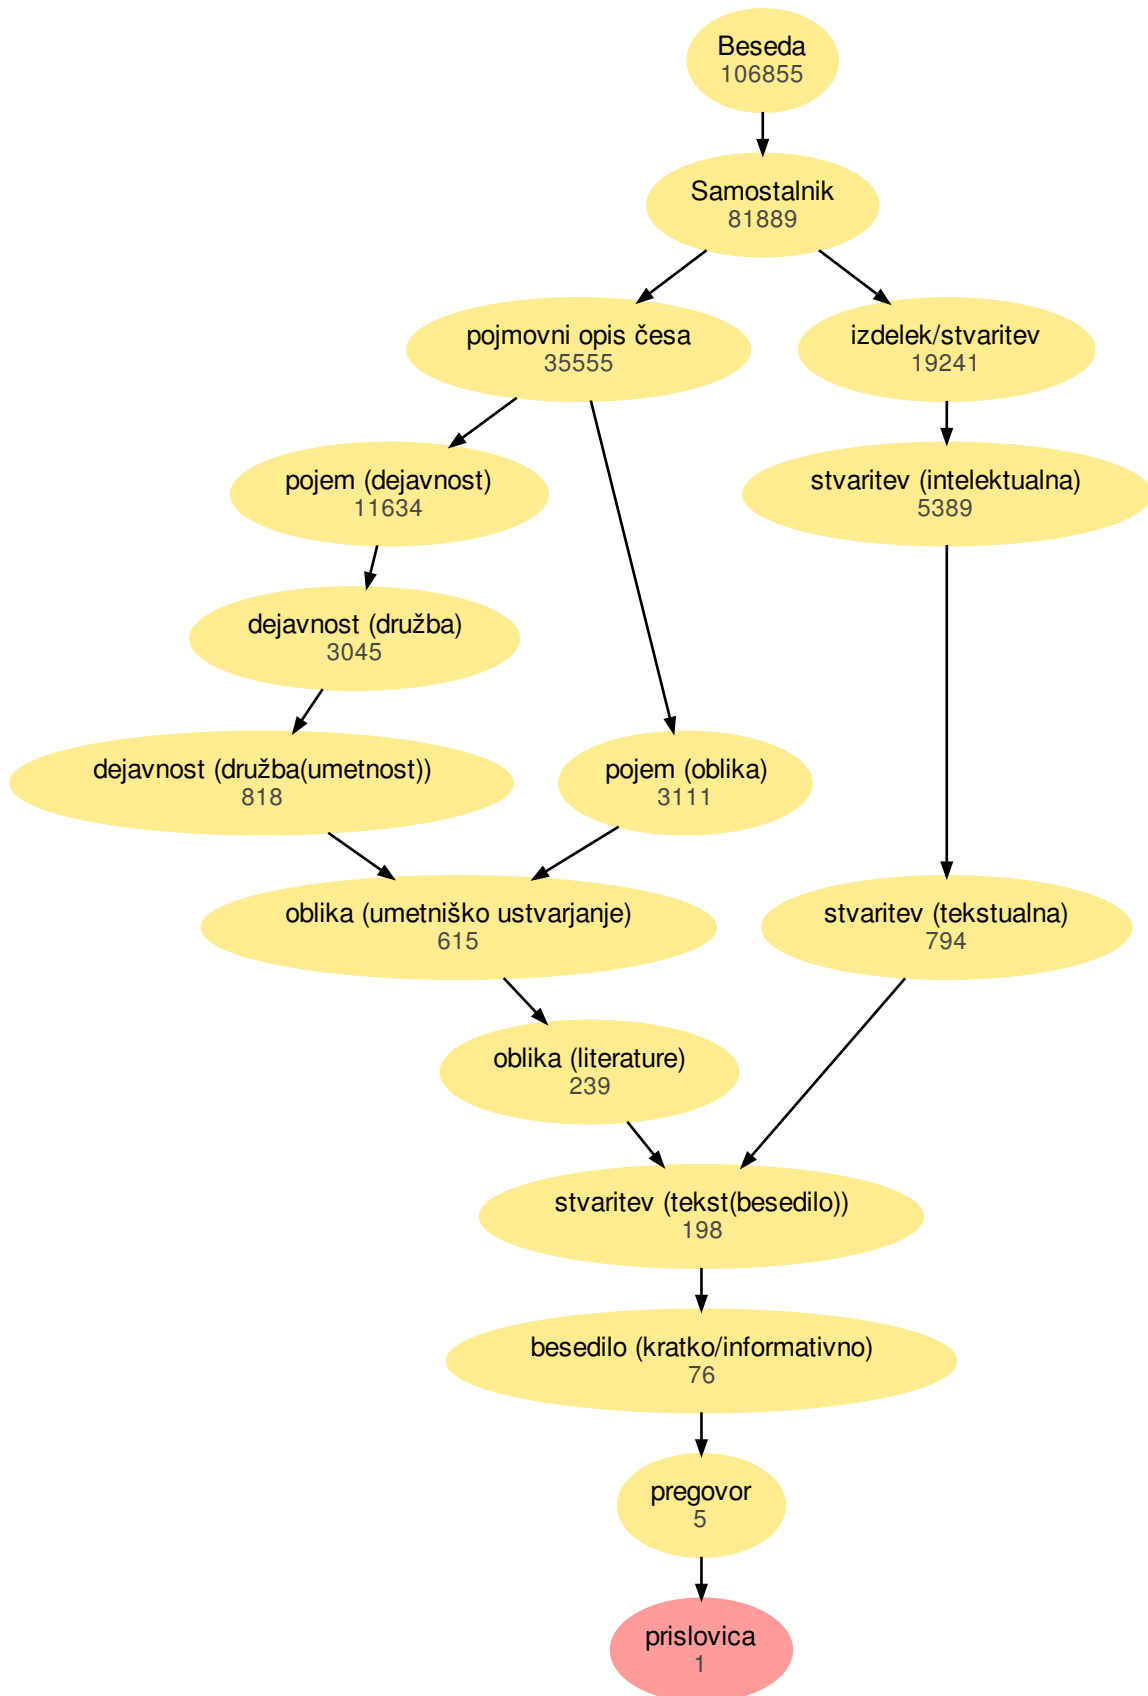 Beseda
106855
Samostalnik
81889
pojmovni opis česa
35555
izdelek/stvaritev
19241
pojem (dejavnost)
11634
stvaritev (intelektualna)
5389
dejavnost (družba)
3045
dejavnost (družba(umetnost))
818
pojem (oblika)
3111
oblika (umetniško ustvarjanje)
615
stvaritev (tekstualna)
794
oblika (literature)
239
stvaritev (tekst(besedilo))
198
besedilo (kratko/informativno)
76
pregovor
5
prislovica
1